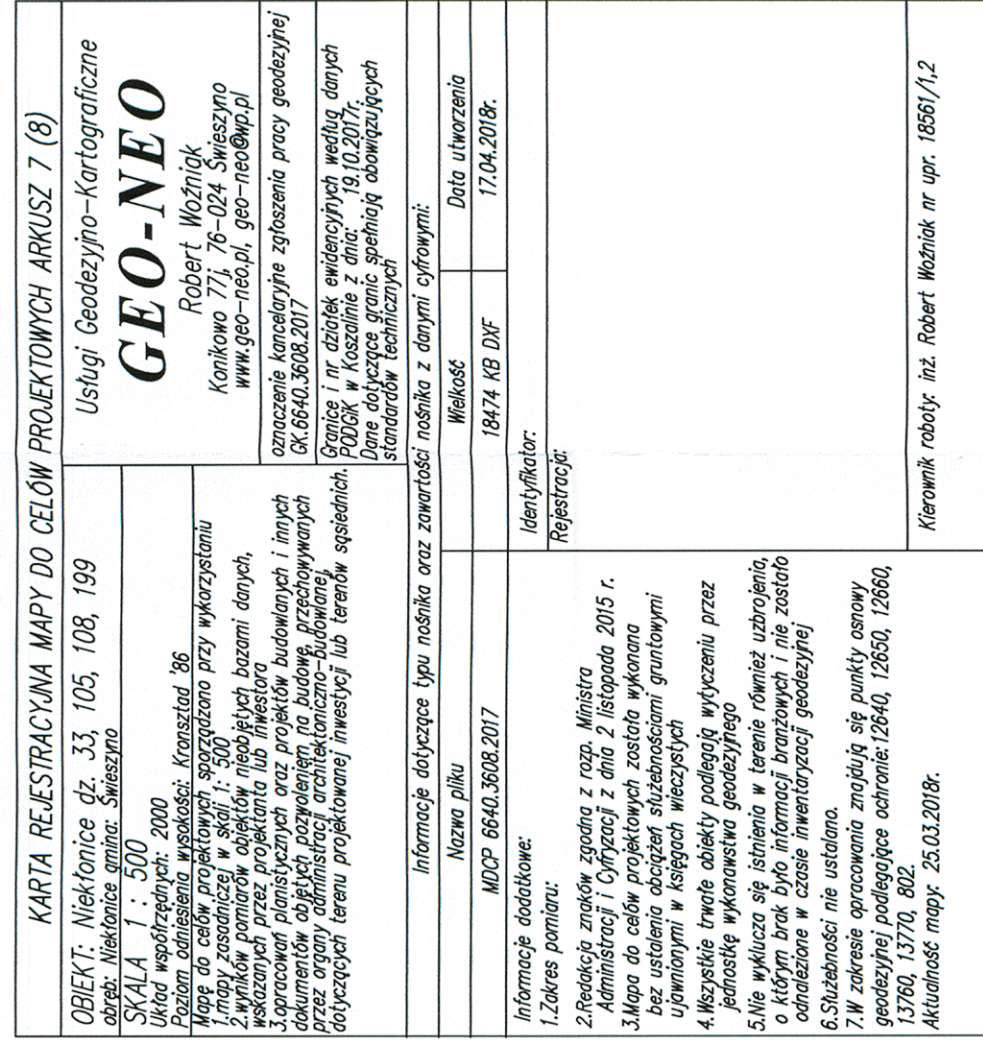 KARTA REJESTRACYJNA MAPY DO CELÓW PROJEKTOWYCH ARKUSZ 7 (8)
OBIEKT: Niekłonice dz. 33, 105, 108, 199
obręb: Niekłonice gmina: Świeszyno
SKALA 1 : 500
Układ współrzędnych: 2000
Poziom odniesienia wysokości: Kronsztad '86
Mapę do celów projektowych sporządzono przy wykorzystaniu
1.mapy zasadniczej w skali 1: 500
2.wyników pomiarów obiektów nieobjętych bazami danych,
wskazanych przez projektanta lub inwestora
3.opracowań planistycznych oraz projektów budowlanych i innych
dokumentów objętych pozwoleniem na budowę, przechowywanych
przez organy administracji architektoniczno-budowlanej,
dotyczących terenu projektowanej inwestycji lub terenów sąsiednich.
Usługi Geodezyjno-Kartograficzne
GEO-NEO
Robert Woźniak
Konikowo 77j, 76-024 Świeszyno
www.geo-neo.pl, geo-neo@wp.pl
oznaczenie kancelaryjne zgłoszenia pracy geodezyjnej
GK.6640.3608.2017
Granice i nr działek ewidencyjnych według danych
PODGiK w Koszalinie z dnia: 19.10.2017r.
Dane dotyczące granic spełniają obowiązujących
standardów technicznych
Informacje dotyczące typu nośnika oraz zawartości nośnika z danymi cyfrowymi:
Nazwa pliku Wielkość Data utworzenia
MDCP 6640.3608.2017 18474 KB DXF 17.04.2018r.
Informacje dodatkowe:
1.Zakres pomiaru:
2.Redakcja znaków zgodna z rozp. Ministra
Administracji i Cyfryzacji z dnia 2 listopada 2015 r.
3.Mapa do celów projektowych została wykonana
bez ustalenia obciążeń służebnościami gruntowymi
ujawnionymi w księgach wieczystych
4.Wszystkie trwałe obiekty podlegają wytyczeniu przez
jednostkę wykonawstwa geodezyjnego
5.Nie wyklucza się istnienia w terenie również uzbrojenia,
o którym brak było informacji branżowych i nie zostało
odnalezione w czasie inwentaryzacji geodezyjnej
6.Służebności nie ustalano.
7.W zakresie opracowania znajdują się punkty osnowy
geodezyjnej podlegające ochronie:12640, 12650, 12660,
13760, 13770, 802.
Aktualność mapy: 25.03.2018r.
Identyfikator:
Rejestracja:
Kierownik roboty: inż. Robert Woźniak nr upr. 18561/1,2